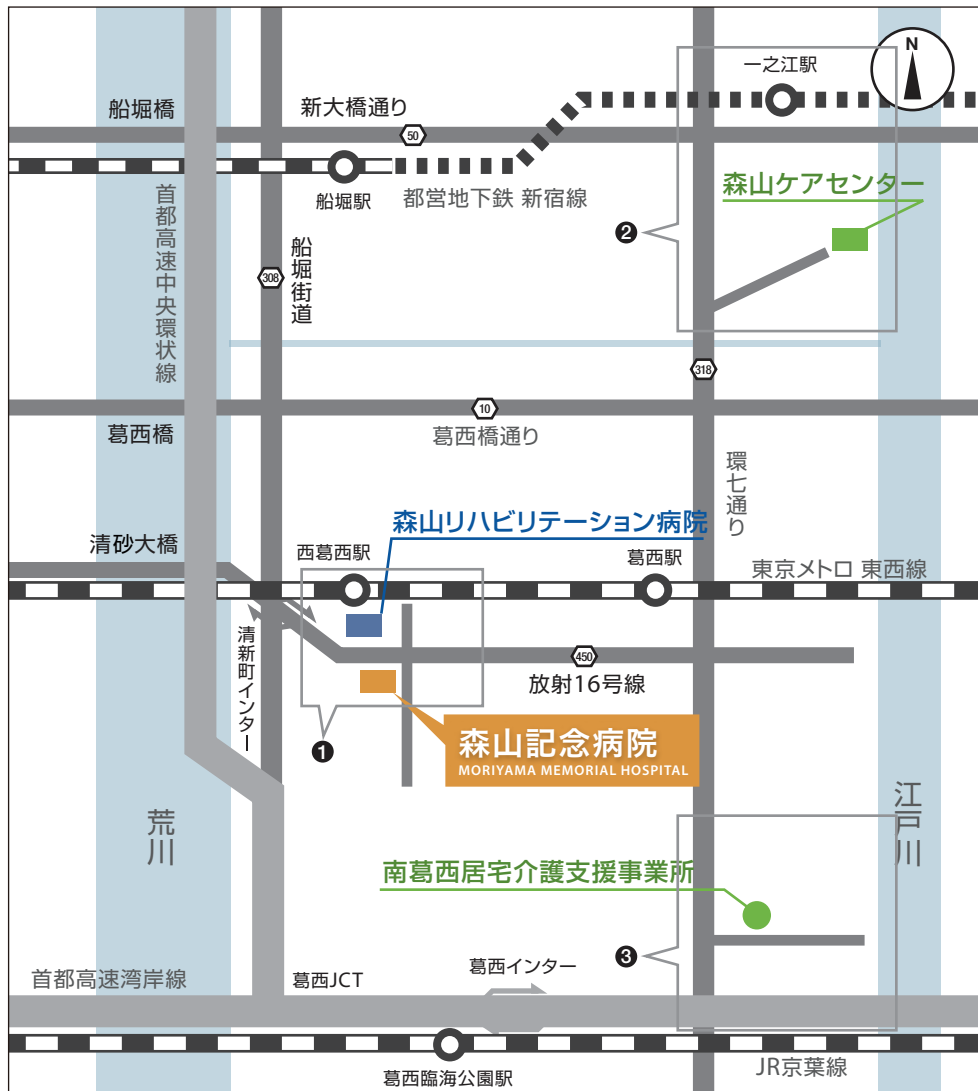 N
一之江駅
船堀橋
新大橋通り
50
船堀駅
都営地下鉄 新宿線
森山ケアセンター
❷
首都高速中央環状線
308
船堀街道
318
10
葛西橋
葛西橋通り
環七通り
森山リハビリテーション病院
清砂大橋
西葛西駅
葛西駅
東京メトロ 東西線
清新町インター
450
放射16号線
❶
森山記念病院
MORIYAMA MEMORIAL HOSPITAL
荒川
江戸川
南葛西居宅介護支援事業所
❸
首都高速湾岸線
葛西JCT
葛西インター
葛西臨海公園駅
JR京葉線